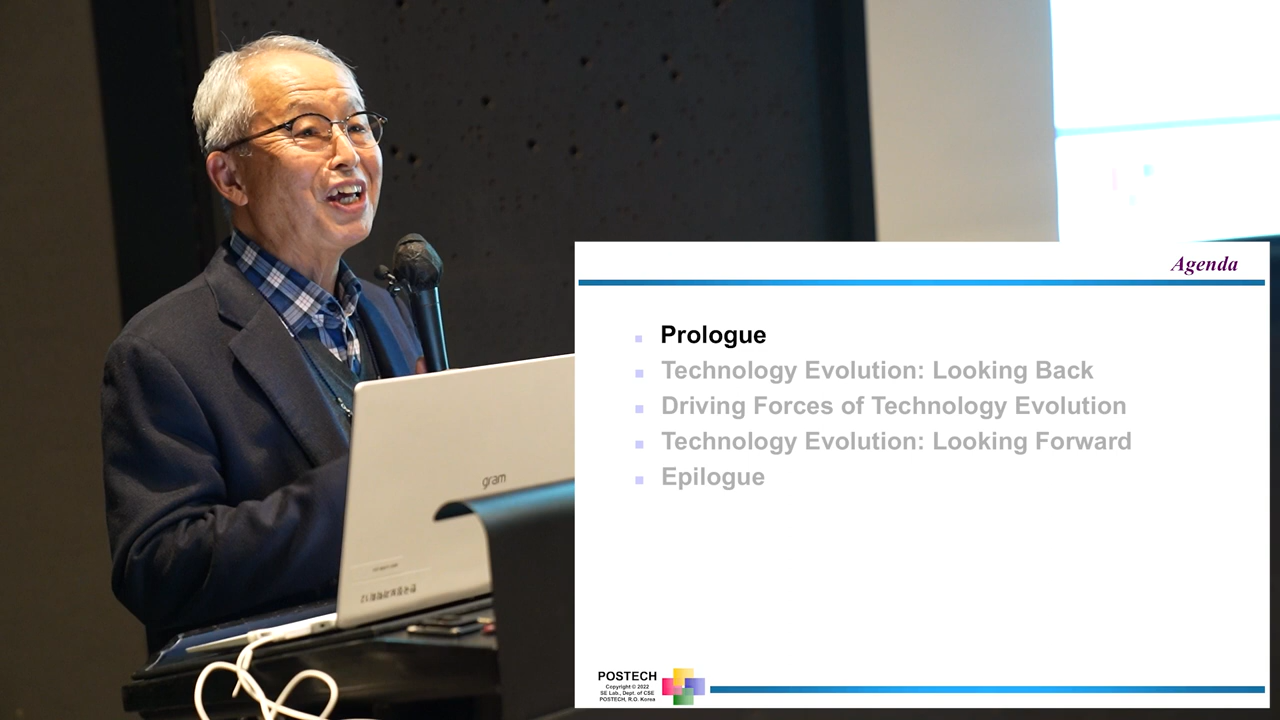 Agenda
Prologue
Technology Evolution: Looking Back
Driving Forces of Technology Evolution
Technology Evolution: Looking Forward
Epilogue
gram
POSTECH
Copyright © 2022
SE Lab., Dept. of CSE
POSTECH, R.O. Korea